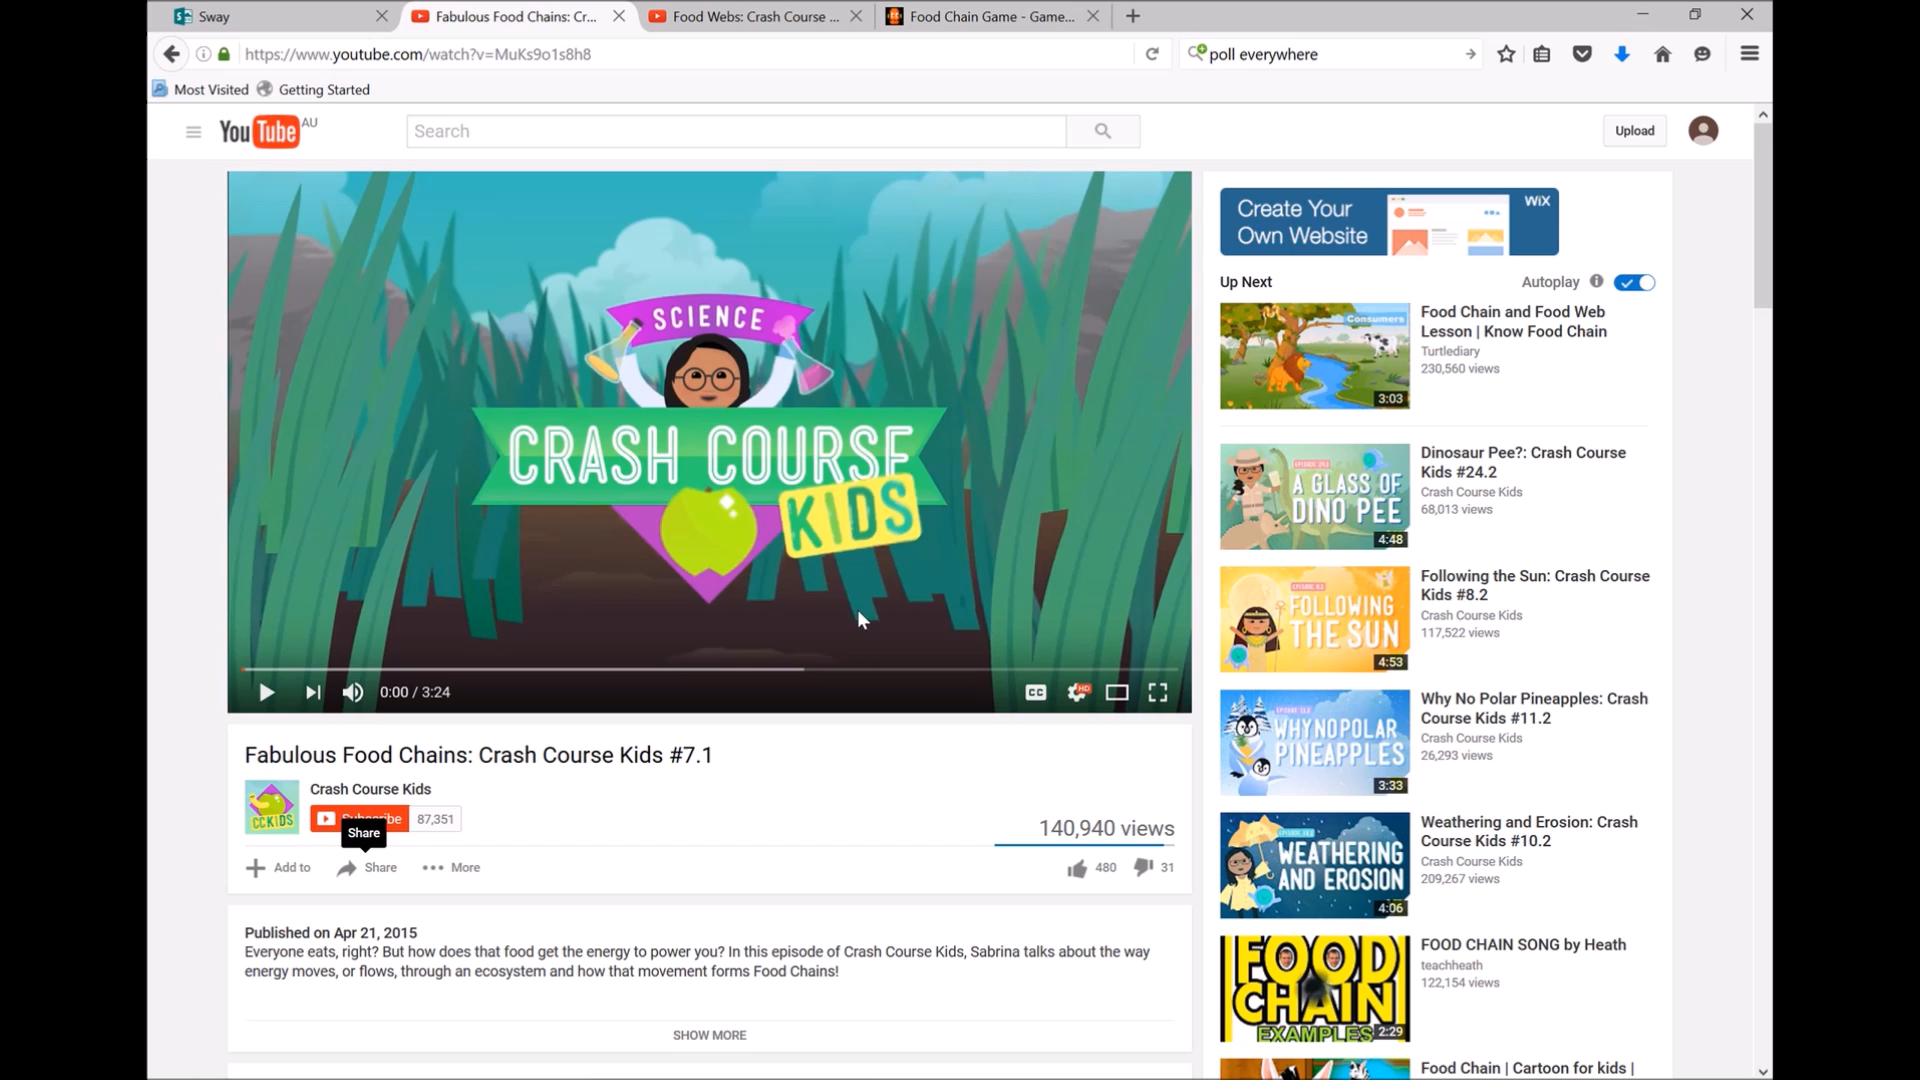 Sway
Fabulous Food Chains: Cr...
Food Webs: Crash Course ...
Food Chain Game - Game...
https://www.youtube.com/watch?v=MuKs9o1s8h8
poll everywhere
Most Visited
Getting Started
YouTube AU
Search
Upload
SCIENCE
CRASH COURSE
KIDS
0:00 / 3:24
CC
HD
Fabulous Food Chains: Crash Course Kids #7.1
CC KIDS
Crash Course Kids
Subscribe
87,351
Share
140,940 views
Add to
Share
More
480
31
Published on Apr 21, 2015
Everyone eats, right? But how does that food get the energy to power you? In this episode of Crash Course Kids, Sabrina talks about the way
energy moves, or flows, through an ecosystem and how that movement forms Food Chains!
SHOW MORE
Create Your
Own Website
WiX
Up Next
Autoplay
Consumers
3:03
Food Chain and Food Web
Lesson | Know Food Chain
Turtlediary
230,560 views
A GLASS OF
DINO PEE
4:48
Dinosaur Pee?: Crash Course
Kids #24.2
Crash Course Kids
68,013 views
FOLLOWING
THE SUN
4:53
Following the Sun: Crash Course
Kids #8.2
Crash Course Kids
117,522 views
WHY NO POLAR
PINEAPPLES
3:33
Why No Polar Pineapples: Crash
Course Kids #11.2
Crash Course Kids
26,293 views
WEATHERING
AND EROSION
4:06
Weathering and Erosion: Crash
Course Kids #10.2
Crash Course Kids
209,267 views
FOOD
CHAIN
EXAMPLES
2:29
FOOD CHAIN SONG by Heath
teachheath
122,154 views
Food Chain | Cartoon for kids |